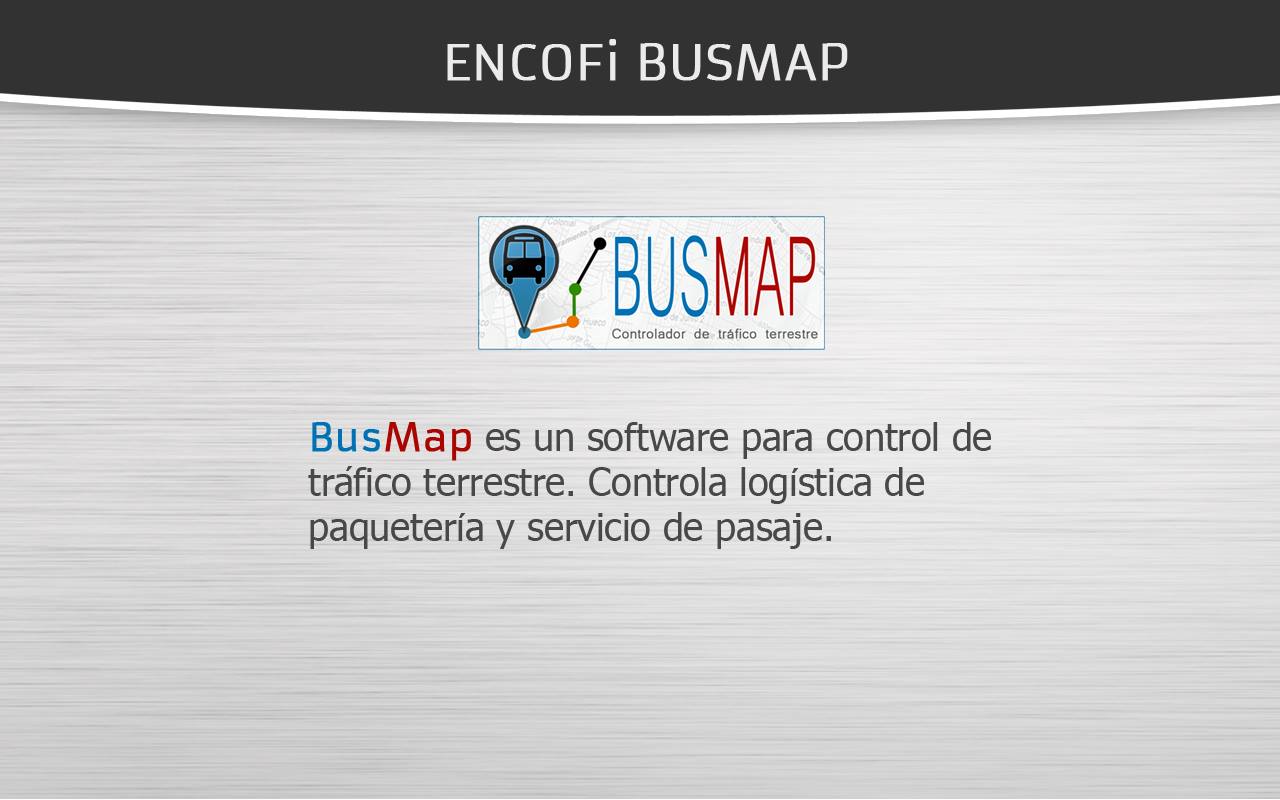 ENCOFi BUSMAP
BUSMAP
Controlador de tráfico terrestre
BusMap es un software para control de
tráfico terrestre. Controla logística de
paquetería y servicio de pasaje.